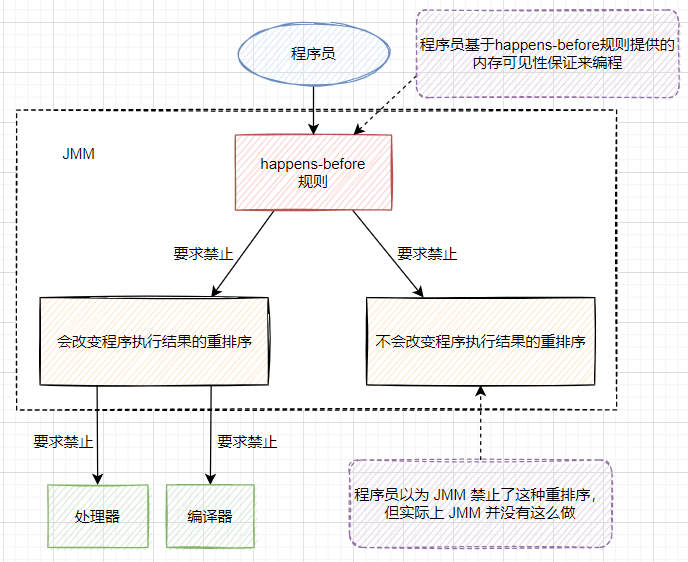 程序员
程序员基于happens-before规则提供的
内存可见性保证来编程
JMM
happens-before
规则
要求禁止
要求禁止
会改变程序执行结果的重排序
不会改变程序执行结果的重排序
要求禁止
要求禁止
处理器
编译器
程序员以为 JMM 禁止了这种重排序，
但实际上 JMM 并没有这么做